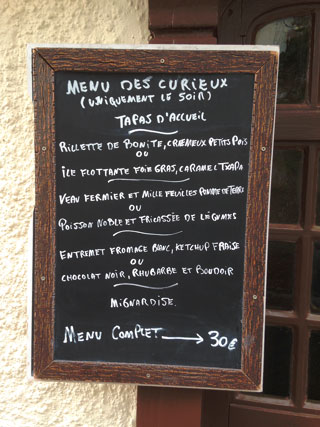 MENU DES CURIEUX
(UNIQUEMENT LE SOIR)
TAPAS D'ACCUEIL
RILLETTE DE BONITE, CRÉMEUX PETITS POIS
OU
ÎLE FLOTTANTE FOIE GRAS, CARAMEL TXAPA
VEAU FERMIER ET MILLE FEUILLES POMME DE TERRE
OU
POISSON NOBLE ET FRICASSÉE DE LÉGUMES
ENTREMET FROMAGE BLANC, KETCHUP FRAISE
OU
CHOCOLAT NOIR, RHUBARBE ET BOUDOIR
MIGNARDISE.
MENU COMPLET → 30€